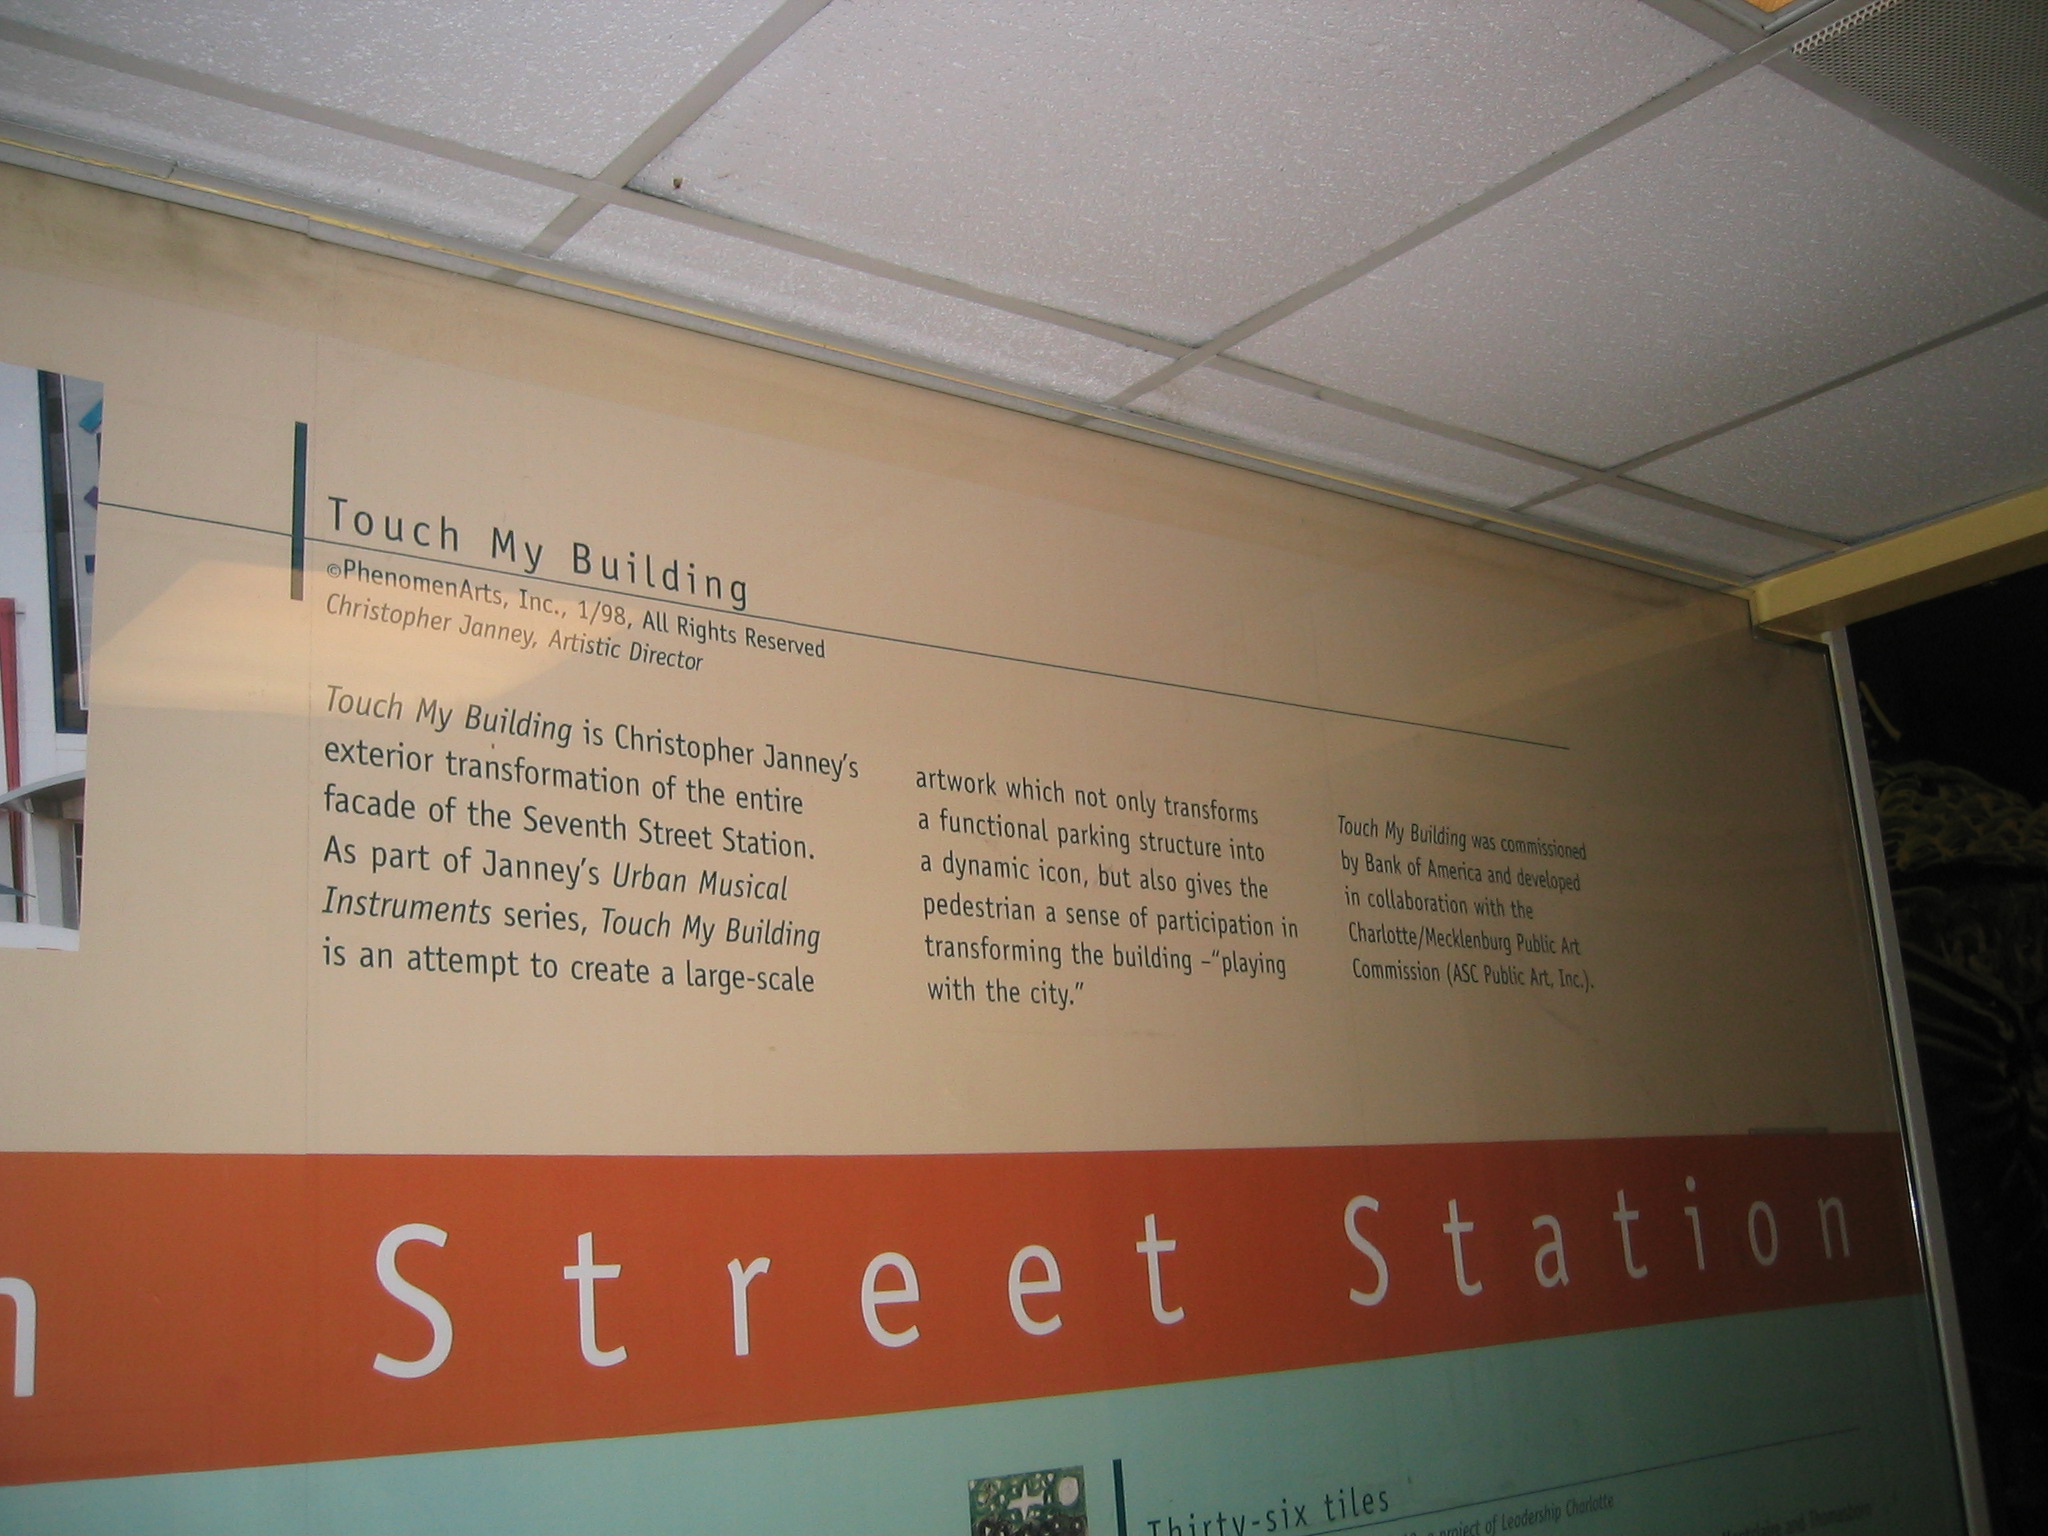 Touch My Building
©PhenomenArts, Inc., 1/98, All Rights Reserved
Christopher Janney, Artistic Director
Touch My Building is Christopher Janney's
exterior transformation of the entire
facade of the Seventh Street Station.
As part of Janney's Urban Musical
Instruments series, Touch My Building
is an attempt to create a large-scale
artwork which not only transforms
a functional parking structure into
a dynamic icon, but also gives the
pedestrian a sense of participation in
transforming the building –"playing
with the city."
Touch My Building was commissioned
by Bank of America and developed
in collaboration with the
Charlotte/Mecklenburg Public Art
Commission (ASC Public Art, Inc.).
h Street Station
Thirty-six tiles
a project of Leadership Charlotte